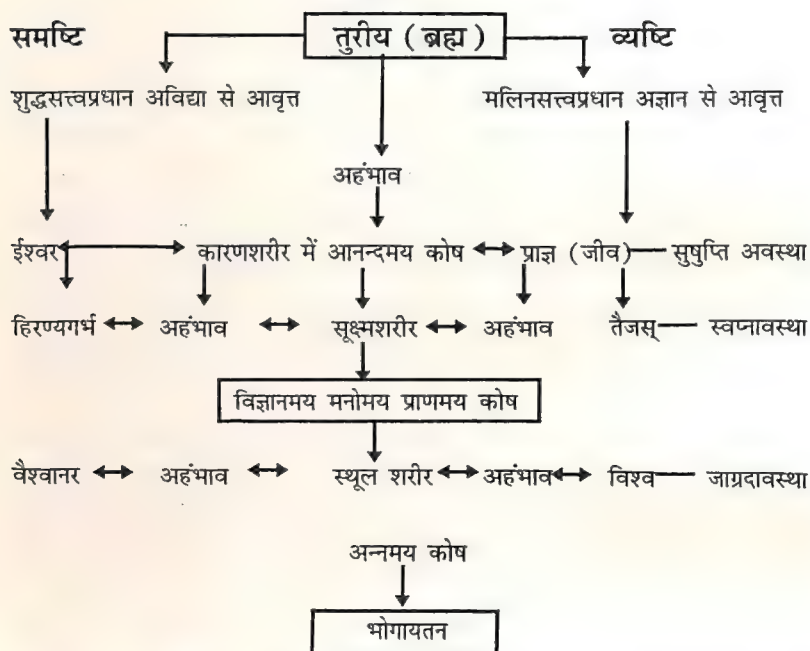 समष्टि तुरीय ( ब्रह्म ) व्यष्टि
शुद्धसत्त्वप्रधान अविद्या से आवृत्त मलिनसत्त्वप्रधान अज्ञान से आवृत्त
अहंभाव
ईश्वर कारणशरीर में आनन्दमय कोष प्राज्ञ ( जीव ) सुषुप्ति अवस्था
हिरण्यगर्भ अहंभाव सूक्ष्मशरीर अहंभाव तैजस् स्वप्नावस्था
विज्ञानमय मनोमय प्राणमय कोष
वैश्वानर अहंभाव स्थूल शरीर अहंभाव विश्व जाग्रदावस्था
अन्नमय कोष
भोगायतन